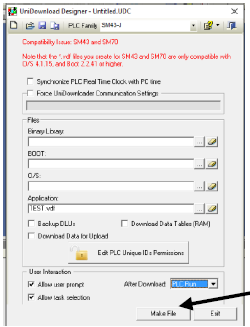 UniDownload Designer - Untitled.UDC
PLC Family SM43-J
Compatibility Issue: SM43 and SM70
Note that the *.vdf files you create for SM43 and SM70 are only compatible with
O/S 4.1.15, and Boot 2.2.41 or higher.
Synchronize PLC Real Time Clock with PC time
Force UniDownloader Communication Settings
Files
Binary Library:
...
BOOT:
...
O/S:
...
Application:
TEST.vdf
...
Backup DLUs
Download Data Tables (RAM)
Download Data for Upload
Edit PLC Unique IDs Permissions
User Interaction
Allow user prompt
After Download:
PLC Run
Allow task selection
Make File
Exit